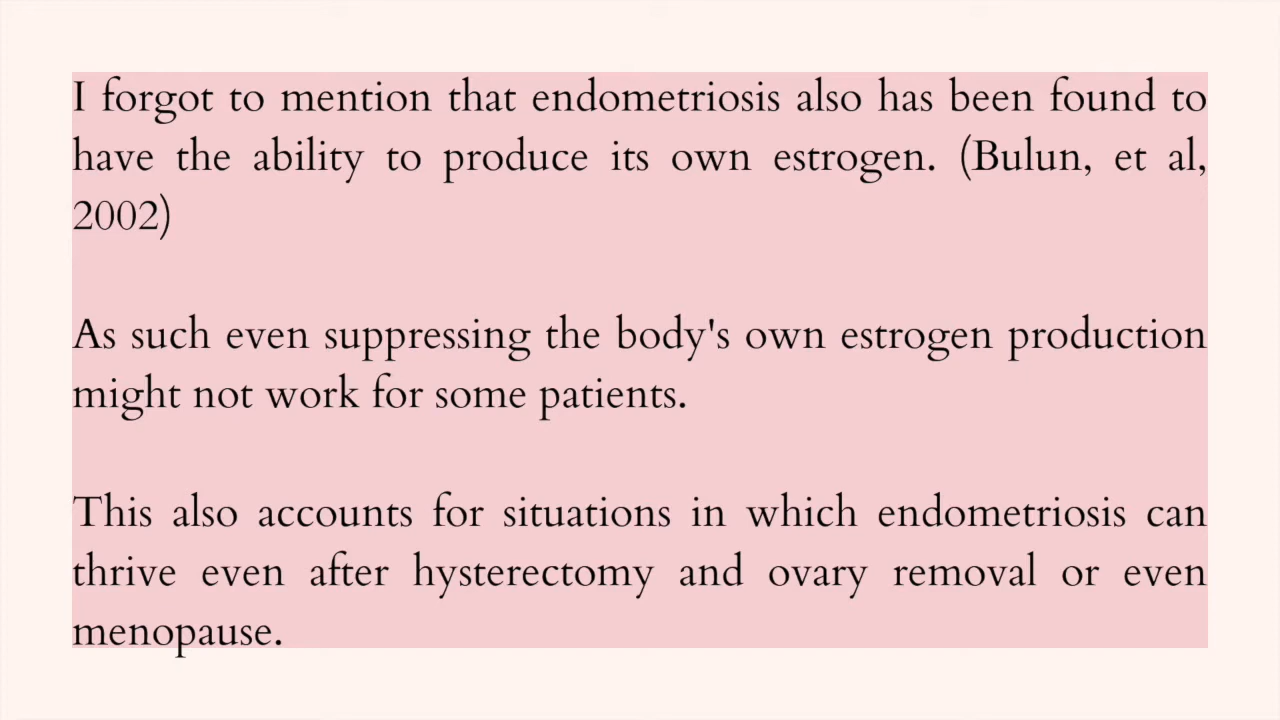 I forgot to mention that endometriosis also has been found to
have the ability to produce its own estrogen. (Bulun, et al,
2002)
As such even suppressing the body's own estrogen production
might not work for some patients.
This also accounts for situations in which endometriosis can
thrive even after hysterectomy and ovary removal or even
menopause.